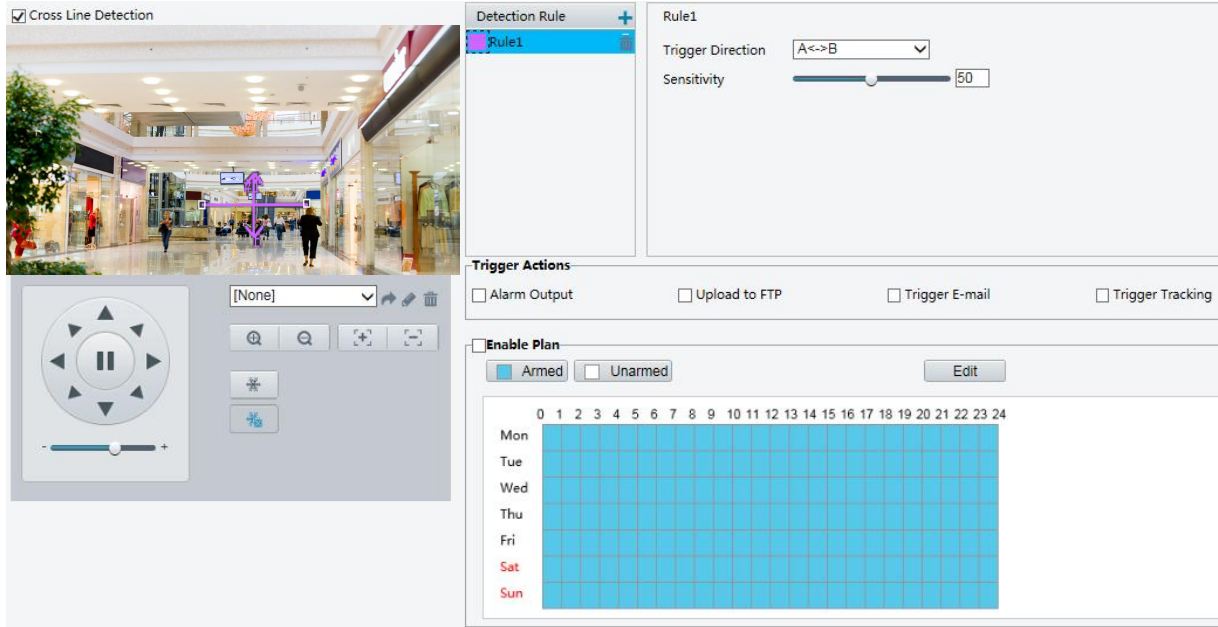 Cross Line Detection
Detection Rule
Rule1
Rule1
Trigger Direction A<->B
Sensitivity 50
Trigger Actions
Alarm Output Upload to FTP Trigger E-mail Trigger Tracking
[None]
Enable Plan
Armed Unarmed Edit
0 1 2 3 4 5 6 7 8 9 10 11 12 13 14 15 16 17 18 19 20 21 22 23 24
Mon
Tue
Wed
Thu
Fri
Sat
Sun
- +